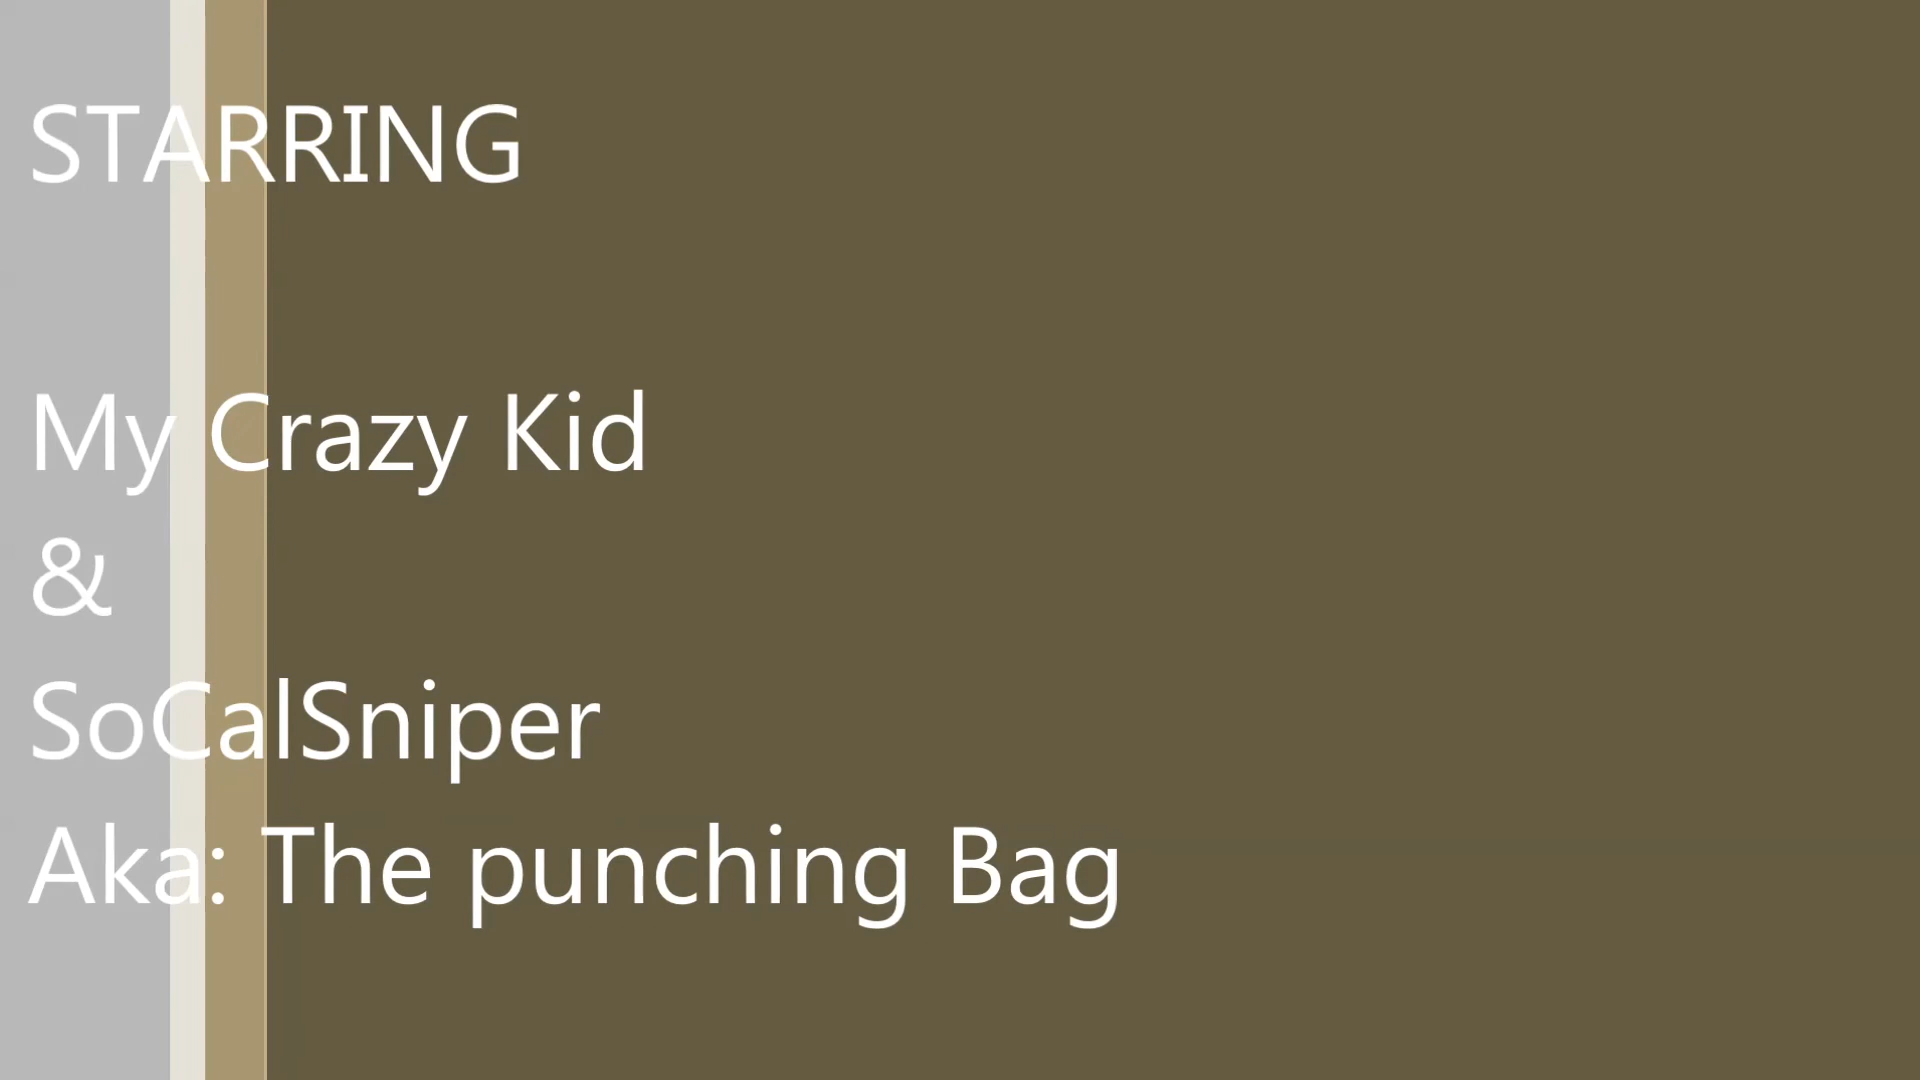 STARRING
My Crazy Kid
&
SoCalSniper
Aka: The punching Bag